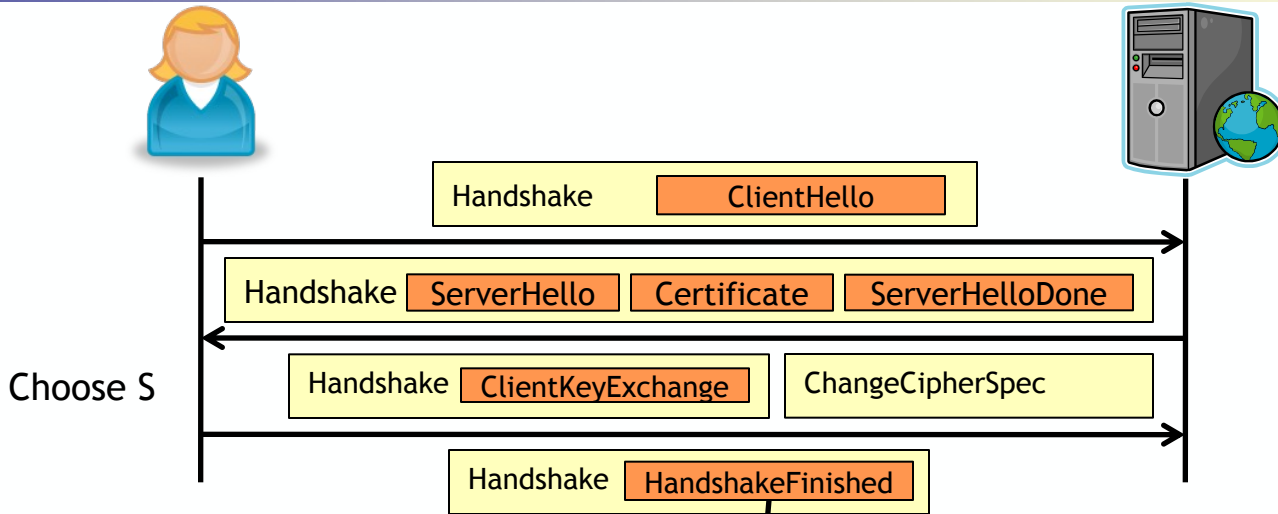 Handshake ClientHello
Handshake ServerHello Certificate ServerHelloDone
Choose S
Handshake ClientKeyExchange ChangeCipherSpec
Handshake HandshakeFinished